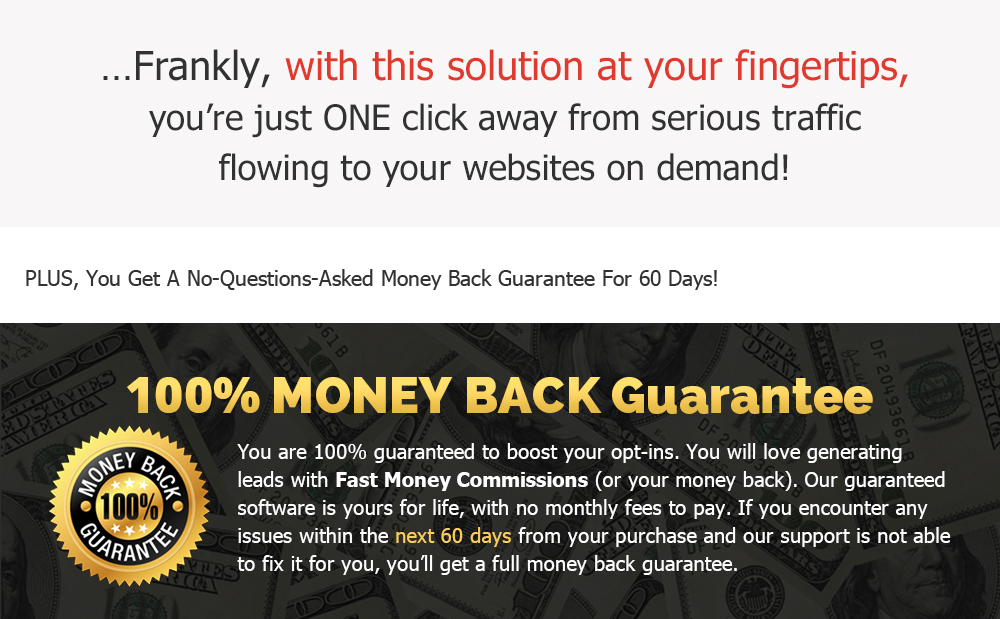 ...Frankly, with this solution at your fingertips,
you're just ONE click away from serious traffic
flowing to your websites on demand!
PLUS, You Get A No-Questions-Asked Money Back Guarantee For 60 Days!
100% MONEY BACK Guarantee
MONEY BACK
100%
GUARANTEE
You are 100% guaranteed to boost your opt-ins. You will love generating
leads with Fast Money Commissions (or your money back). Our guaranteed
software is yours for life, with no monthly fees to pay. If you encounter any
issues within the next 60 days from your purchase and our support is not able
to fix it for you, you'll get a full money back guarantee.